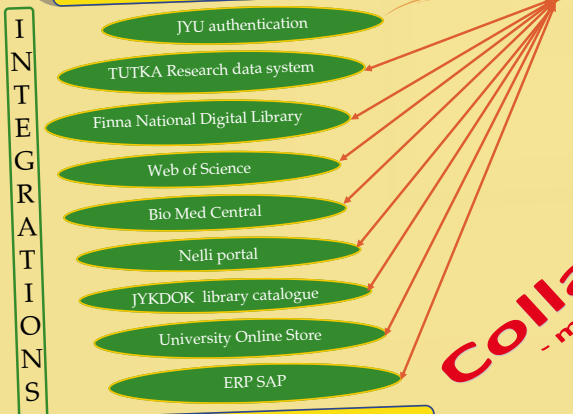 INTEGRATIONS
JYU authentication
TUTKA Research data system
Finna National Digital Library
Web of Science
Bio Med Central
Nelli portal
JYKDOK library catalogue
University Online Store
ERP SAP